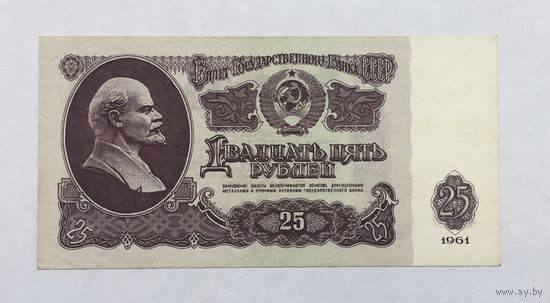 Билет Государственного Банка СССР
Двадцать пять
рублей
БАНКОВСКИЕ БИЛЕТЫ ОБЕСПЕЧИВАЮТСЯ ЗОЛОТОМ, ДРАГОЦЕННЫМИ
МЕТАЛЛАМИ И ПРОЧИМИ АКТИВАМИ ГОСУДАРСТВЕННОГО БАНКА
25
25
25
25
1961
www.ay.by